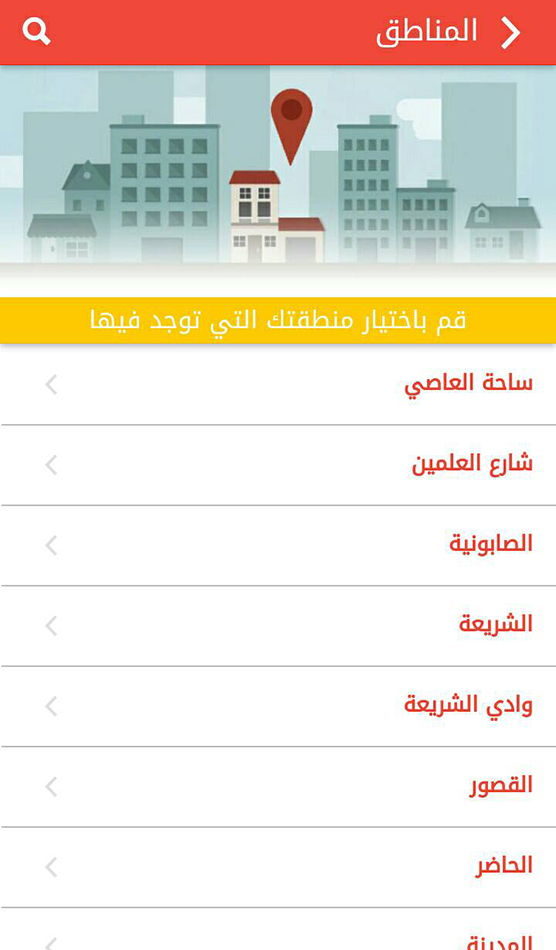 المناطق
قم باختيار منطقتك التي توجد فيها
ساحة العاصي
شارع العلمين
الصابونية
الشريعة
وادي الشريعة
القصور
الحاضر
المدينة